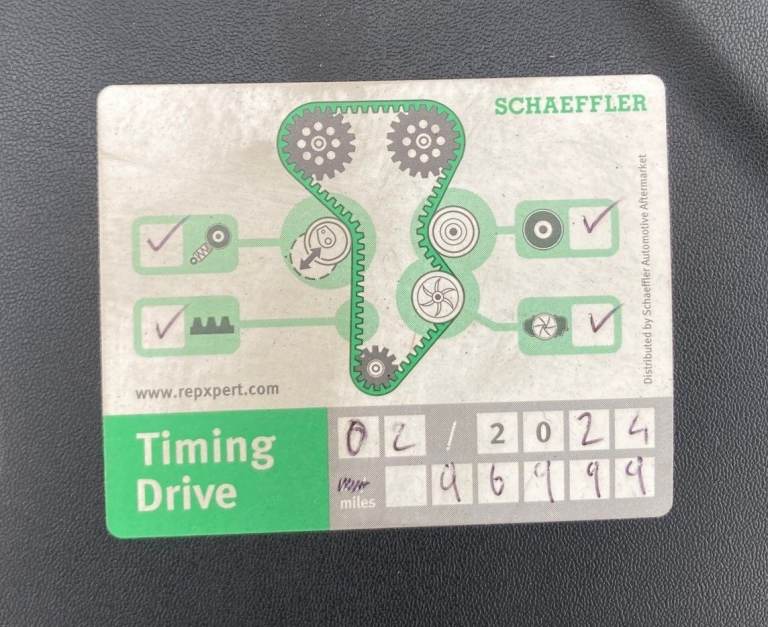 SCHAEFFLER
Distributed by Schaeffler Automotive Aftermarket
www.repxpert.com
Timing
Drive
02 / 2024
miles
96999